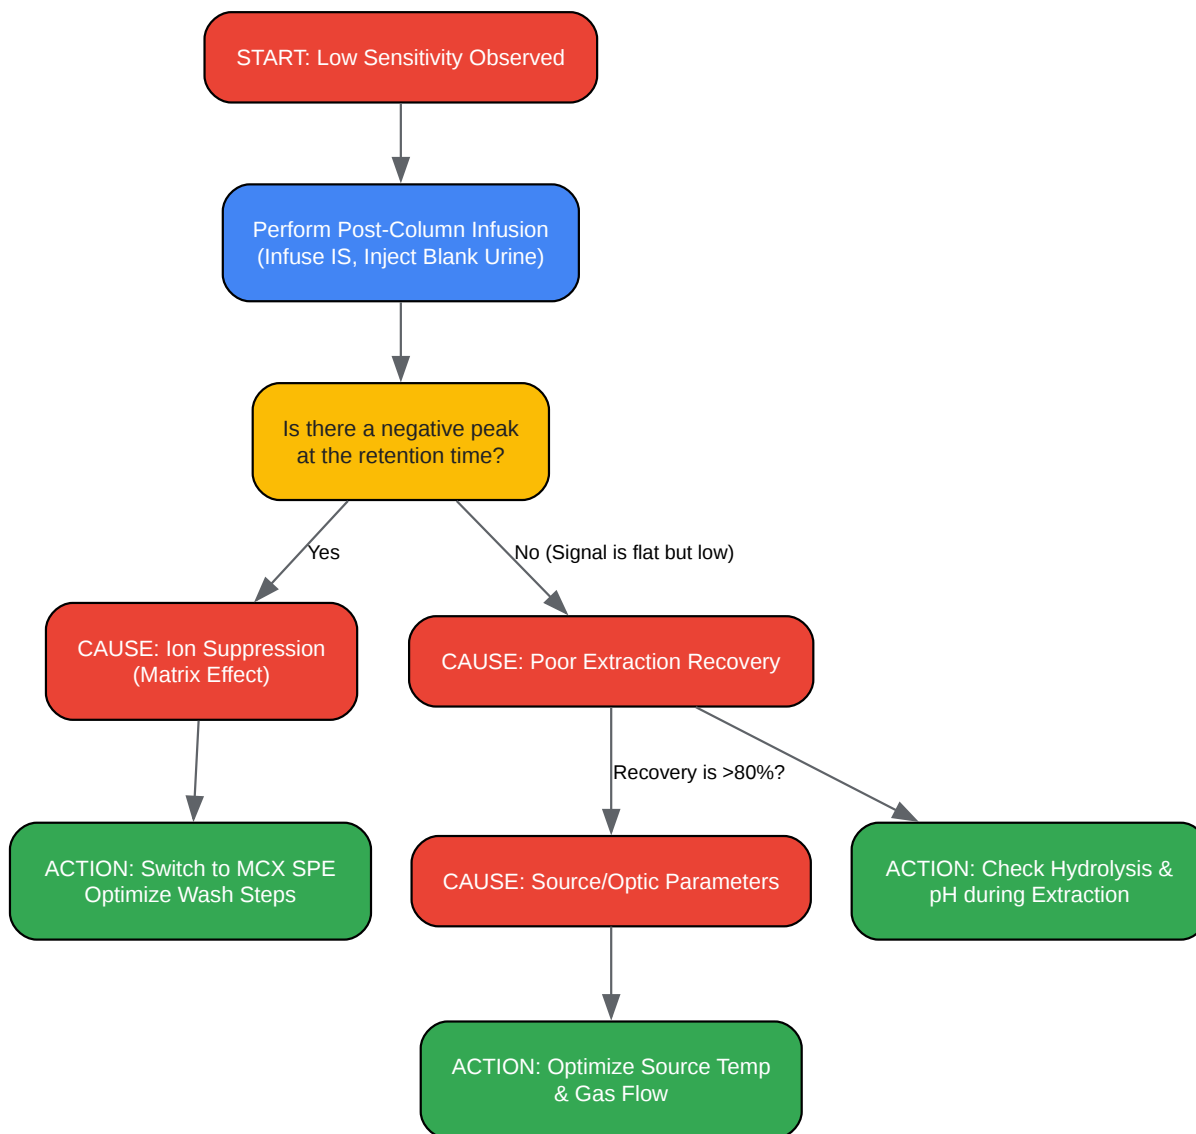 START: Low Sensitivity Observed
Perform Post-Column Infusion
(Infuse IS, Inject Blank Urine)
Is there a negative peak
at the retention time?
Yes
No (Signal is flat but low)
CAUSE: Ion Suppression
(Matrix Effect)
CAUSE: Poor Extraction Recovery
Recovery is >80%?
ACTION: Switch to MCX SPE
Optimize Wash Steps
CAUSE: Source/Optic Parameters
ACTION: Check Hydrolysis &
pH during Extraction
ACTION: Optimize Source Temp
& Gas Flow